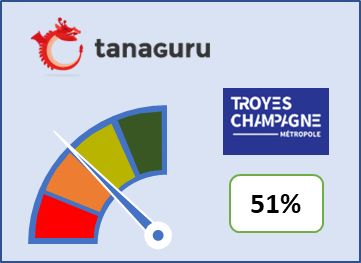 tanaguru
TROYES
CHAMPAGNE
MÉTROPOLE
51%